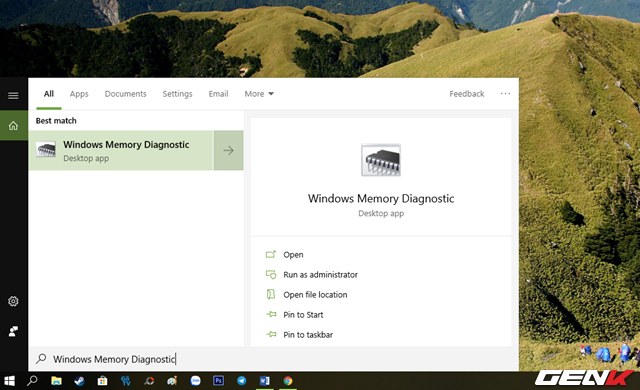 All Apps Documents Settings Email More Feedback ...
Best match
Windows Memory Diagnostic
Desktop app
Windows Memory Diagnostic
Desktop app
Open
Run as administrator
Open file location
Pin to Start
Pin to taskbar
Windows Memory Diagnostic
GENK